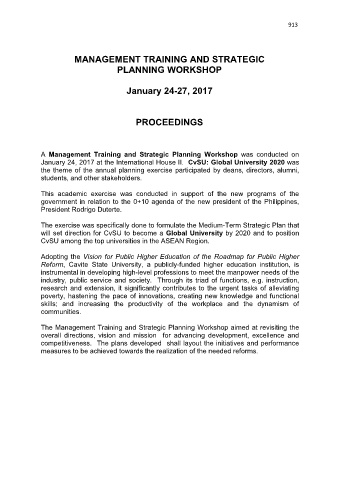 913
MANAGEMENT TRAINING AND STRATEGIC
PLANNING WORKSHOP
January 24-27, 2017
PROCEEDINGS
A Management Training and Strategic Planning Workshop was conducted on
January 24, 2017 at the International House II. CvSU: Global University 2020 was
the theme of the annual planning exercise participated by deans, directors, alumni,
students, and other stakeholders.
This academic exercise was conducted in support of the new programs of the
government in relation to the 0+10 agenda of the new president of the Philippines,
President Rodrigo Duterte.
The exercise was specifically done to formulate the Medium-Term Strategic Plan that
will set direction for CvSU to become a Global University by 2020 and to position
CvSU among the top universities in the ASEAN Region.
Adopting the Vision for Public Higher Education of the Roadmap for Public Higher
Reform, Cavite State University, a publicly-funded higher education institution, is
instrumental in developing high-level professions to meet the manpower needs of the
industry, public service and society. Through its triad of functions, e.g. instruction,
research and extension, it significantly contributes to the urgent tasks of alleviating
poverty, hastening the pace of innovations, creating new knowledge and functional
skills; and increasing the productivity of the workplace and the dynamism of
communities.
The Management Training and Strategic Planning Workshop aimed at revisiting the
overall directions, vision and mission for advancing development, excellence and
competitiveness. The plans developed shall layout the initiatives and performance
measures to be achieved towards the realization of the needed reforms.